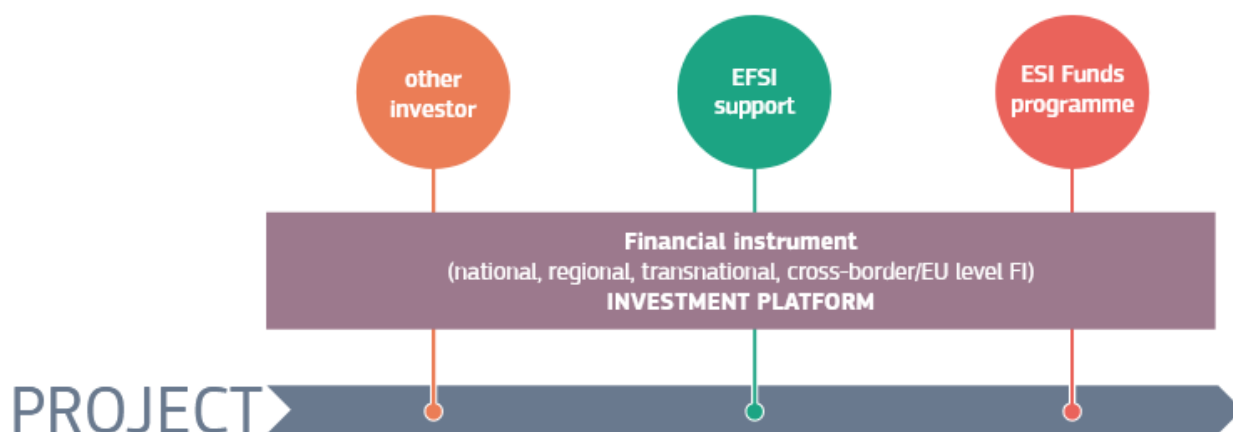 other
investor
EFSI
support
ESI Funds
programme
Financial instrument
(national, regional, transnational, cross-border/EU level FI)
INVESTMENT PLATFORM
PROJECT